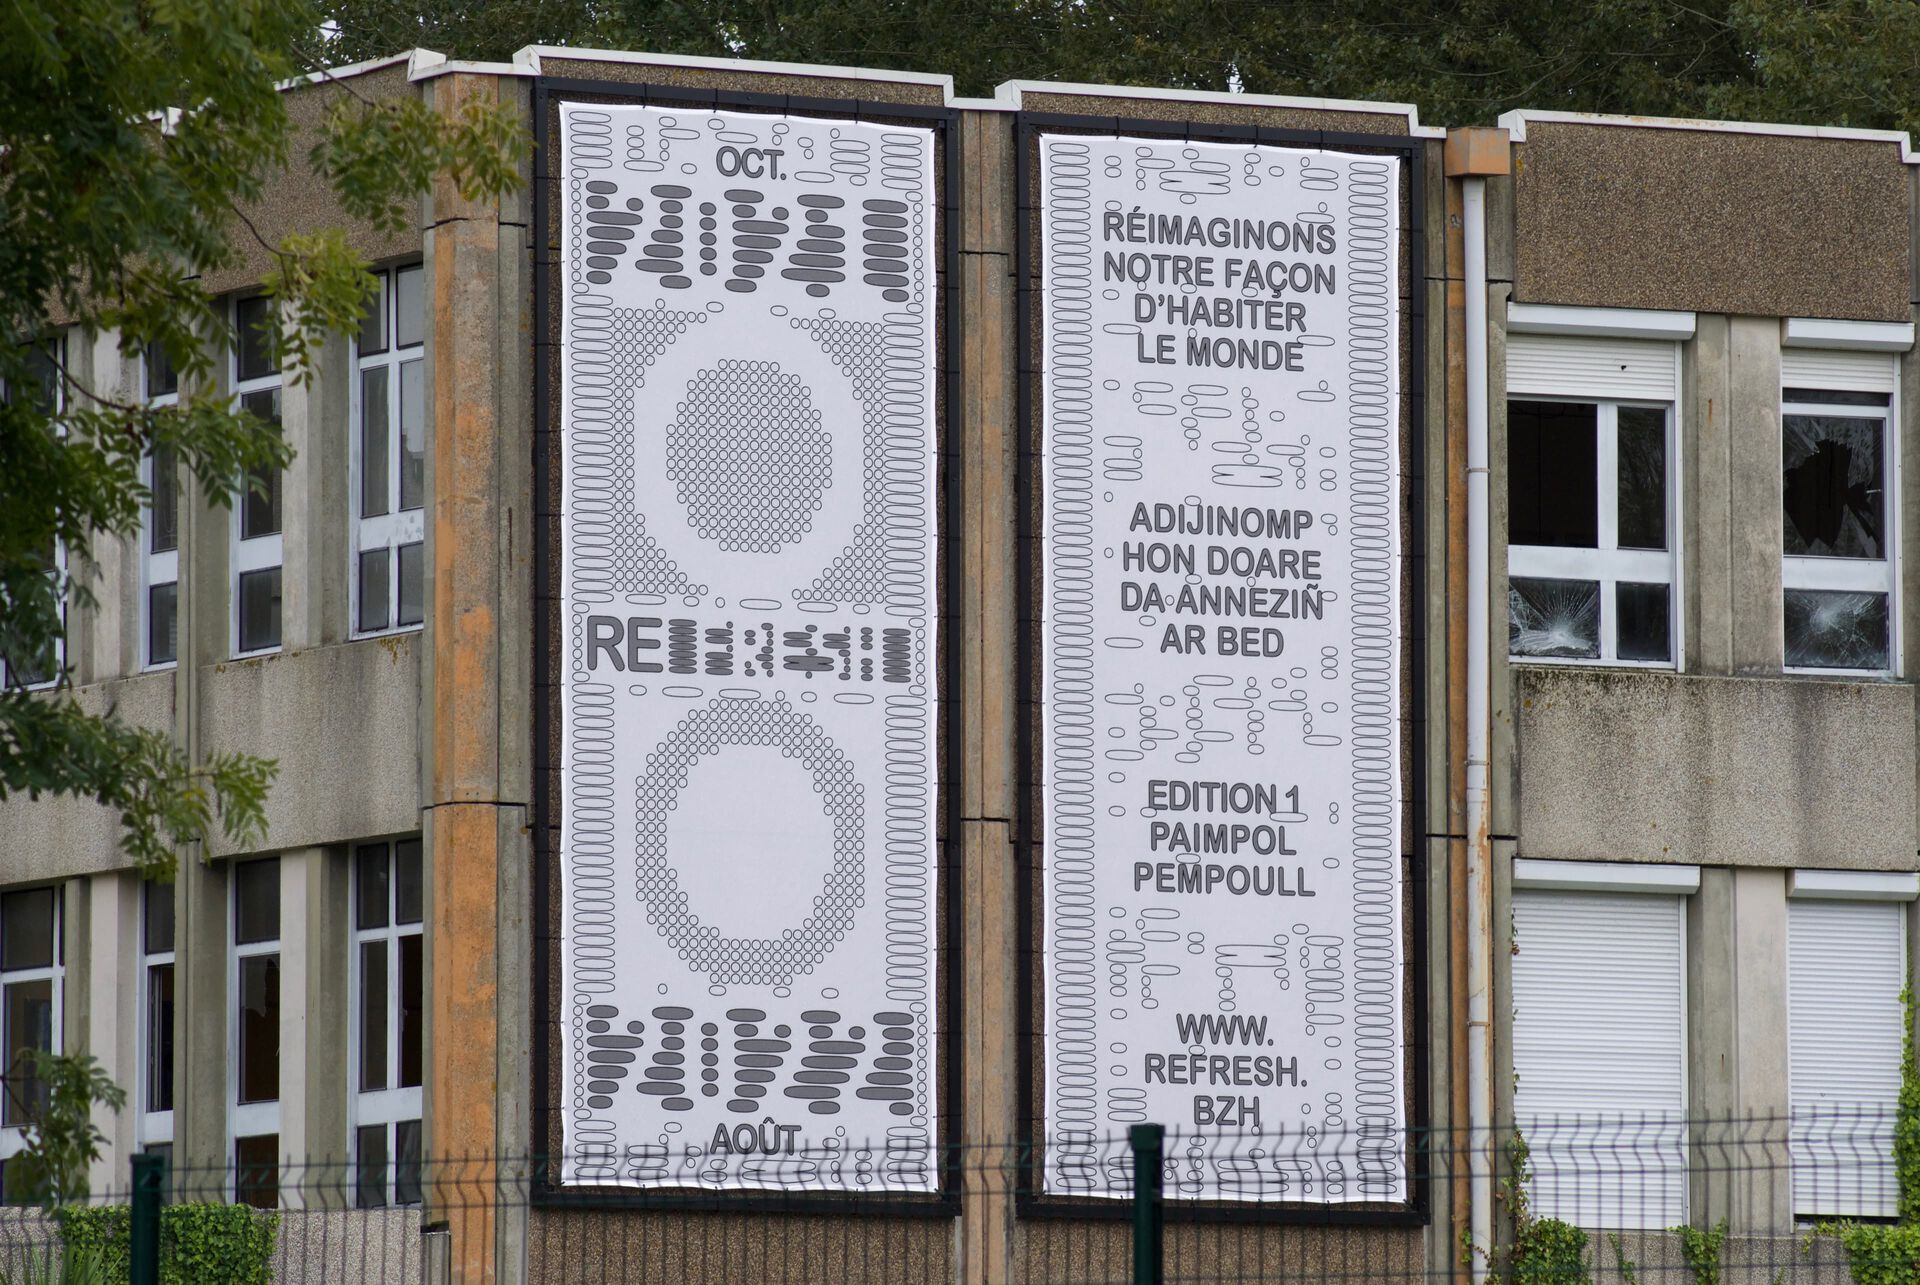 OCT.
RE
AOÛT
RÉIMAGINONS
NOTRE FAÇON
D'HABITER
LE MONDE
ADIJINOMP
HON DOARE
DA ANNEZIÑ
AR BED
EDITION 1
PAIMPOL
PEMPOULL
WWW.
REFRESH.
BZH